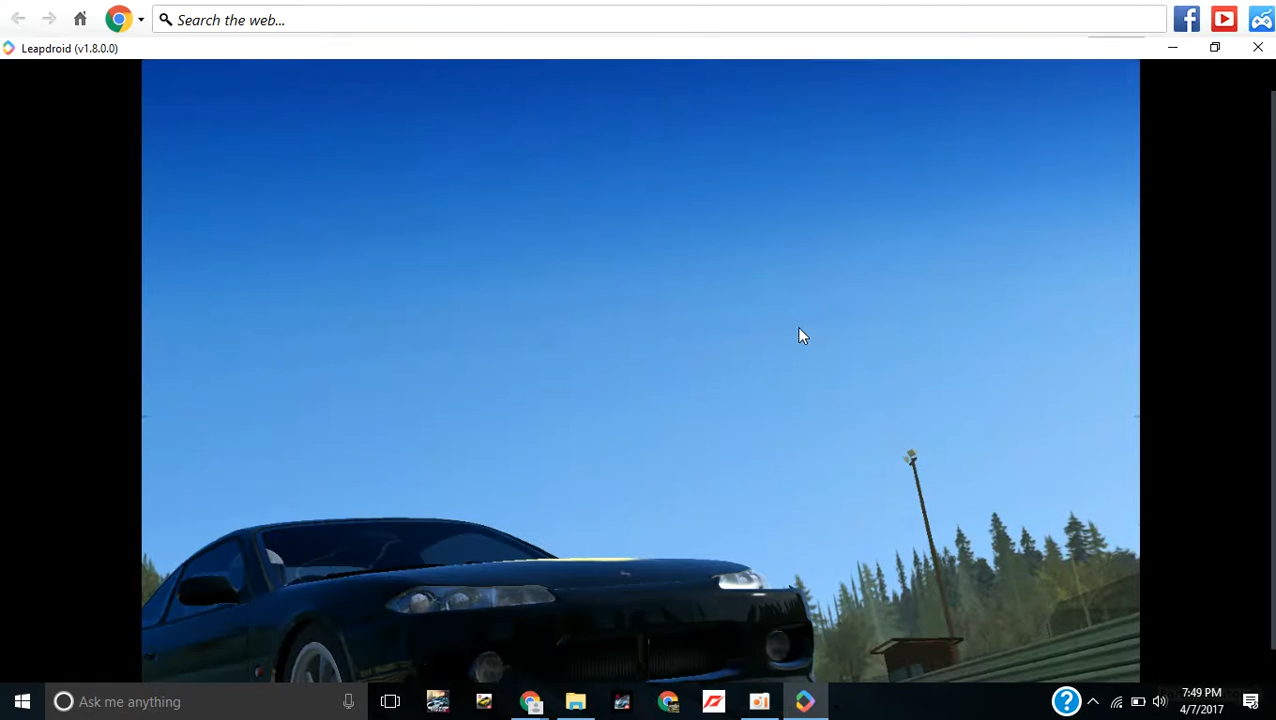 Search the web...
Leapdroid (v1.8.0.0)
Ask me anything
7:49 PM
4/7/2017